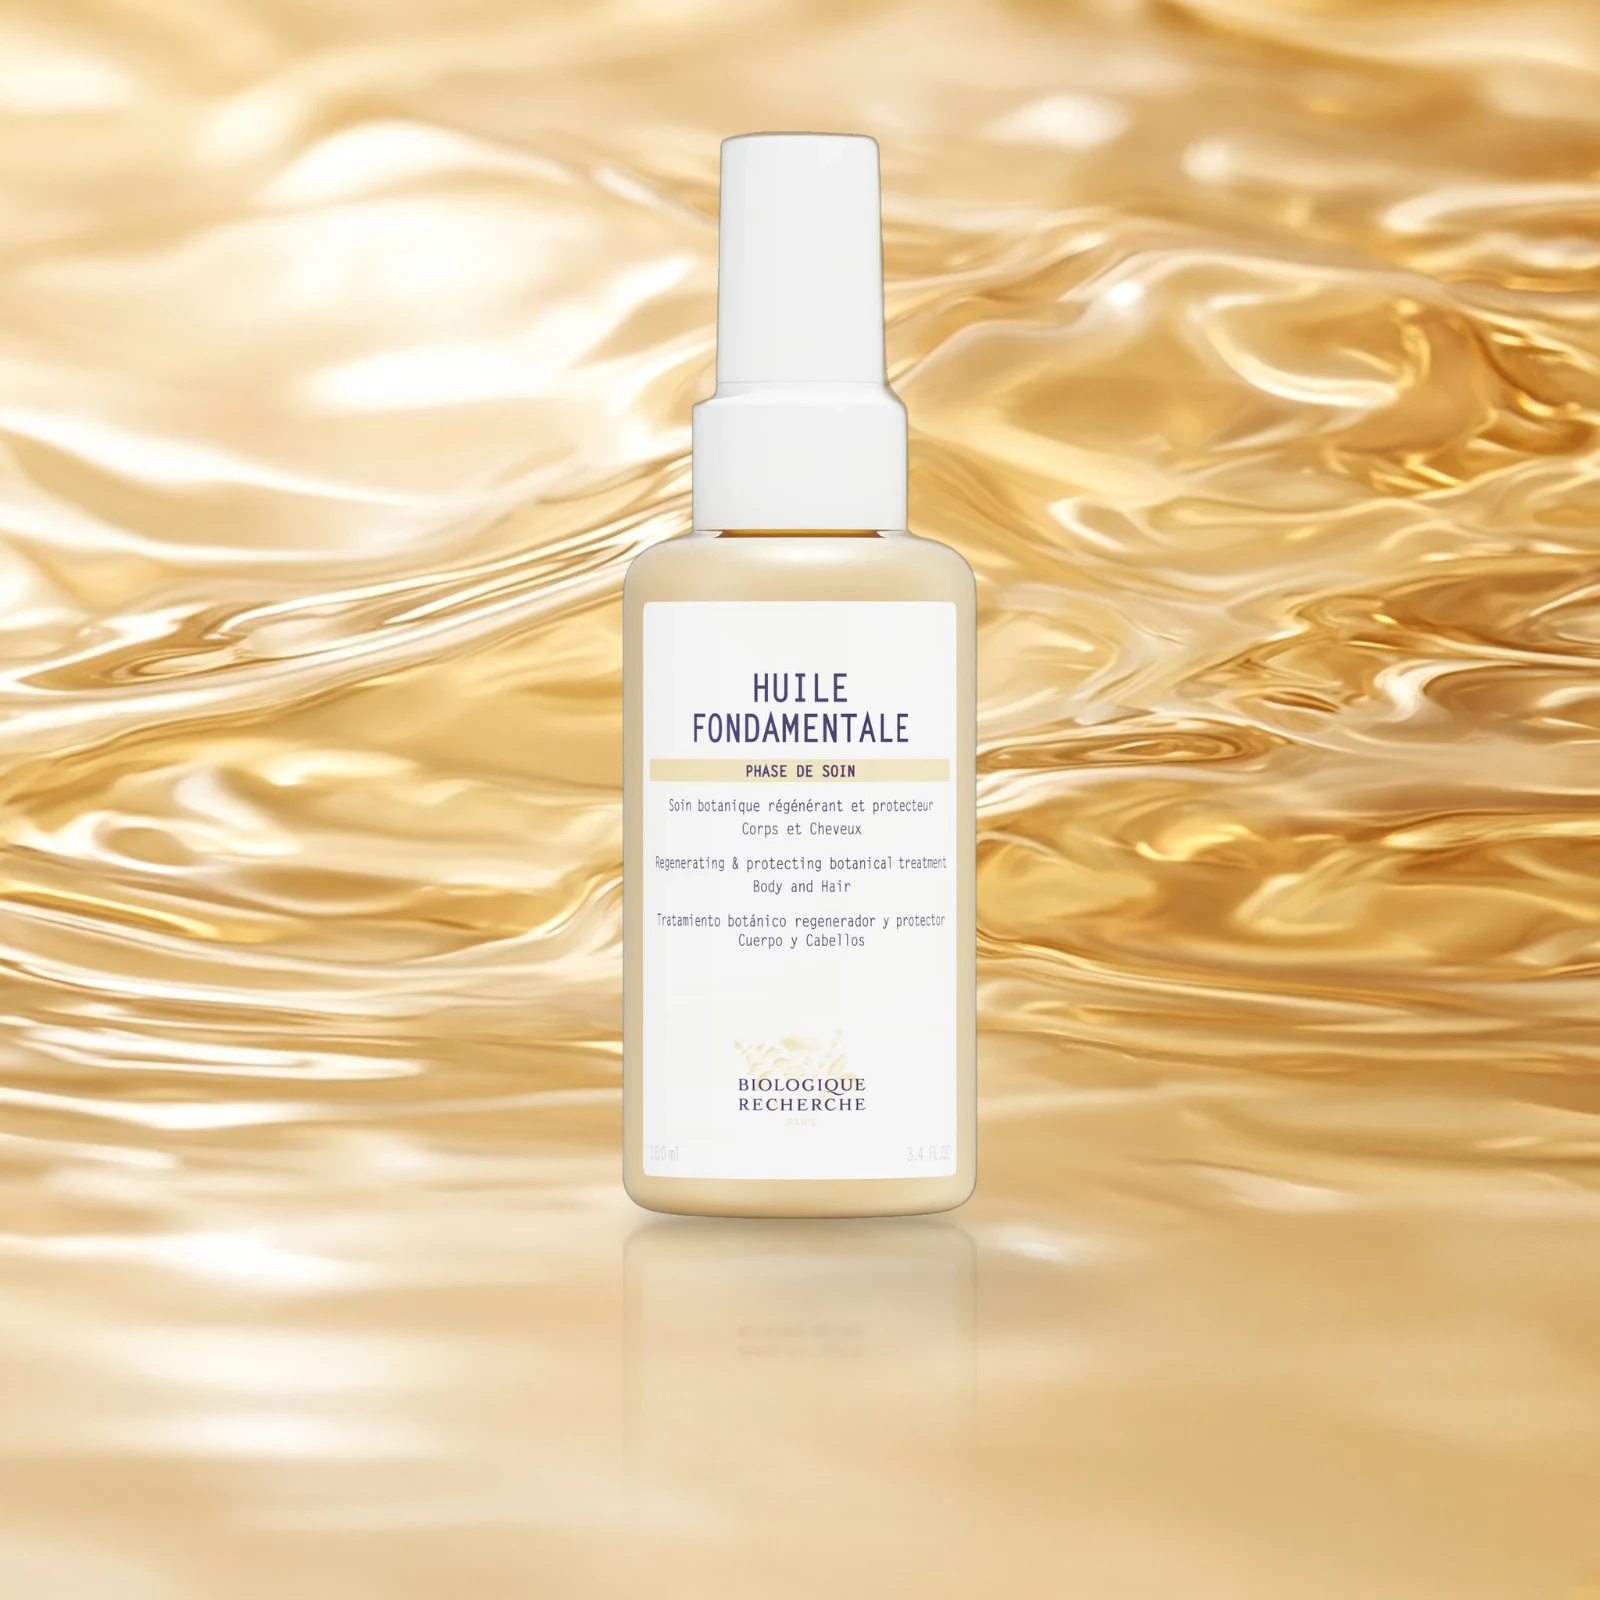 HUILE
FONDAMENTALE
PHASE DE SOIN
Soin botanique régénérant et protecteur
Corps et Cheveux
Regenerating & protecting botanical treatment
Body and Hair
Tratamiento botánico regenerador y protector
Cuerpo y Cabellos
BIOLOGIQUE
RECHERCHE
PARIS
100 ml 3.4 FL.OZ